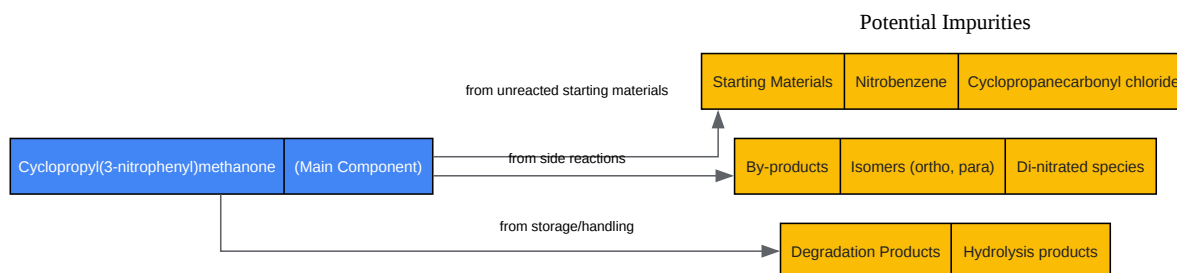 Potential Impurities
Starting Materials Nitrobenzene Cyclopropanecarbonyl chloride
from unreacted starting materials
Cyclopropyl(3-nitrophenyl)methanone (Main Component)
from side reactions
By-products Isomers (ortho, para) Di-nitrated species
from storage/handling
Degradation Products Hydrolysis products